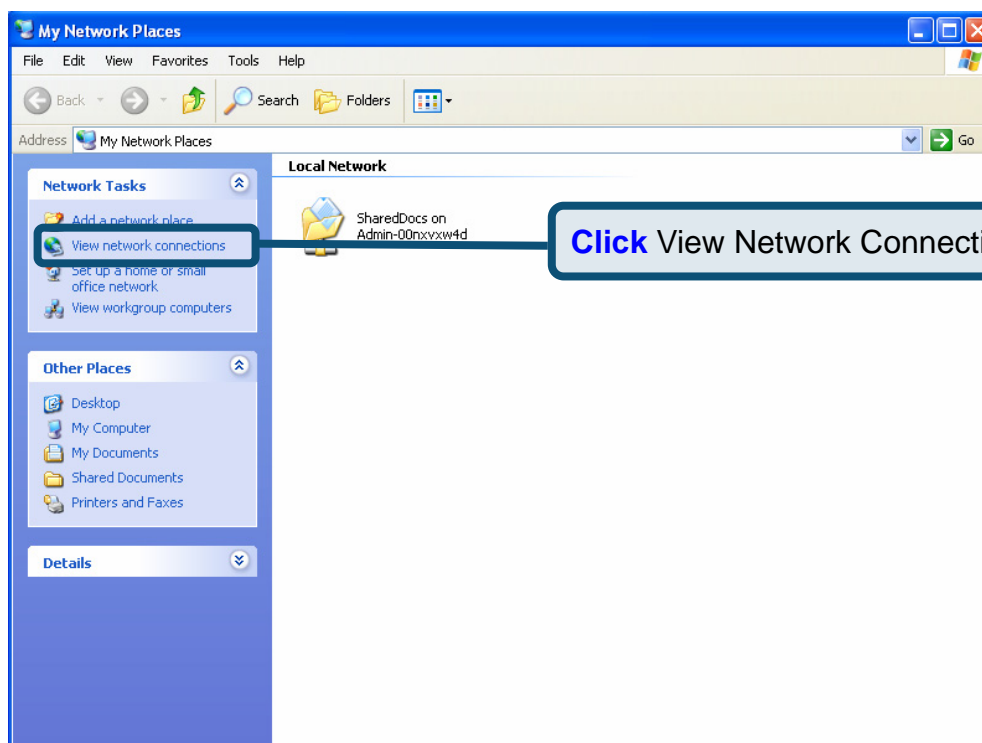 My Network Places
File Edit View Favorites Tools Help
Back Search Folders
Address My Network Places Go
Network Tasks
Add a network place
View network connections
Set up a home or small
office network
View workgroup computers
Other Places
Desktop
My Computer
My Documents
Shared Documents
Printers and Faxes
Details
Local Network
SharedDocs on
Admin-00nxvxw4d
Click View Network